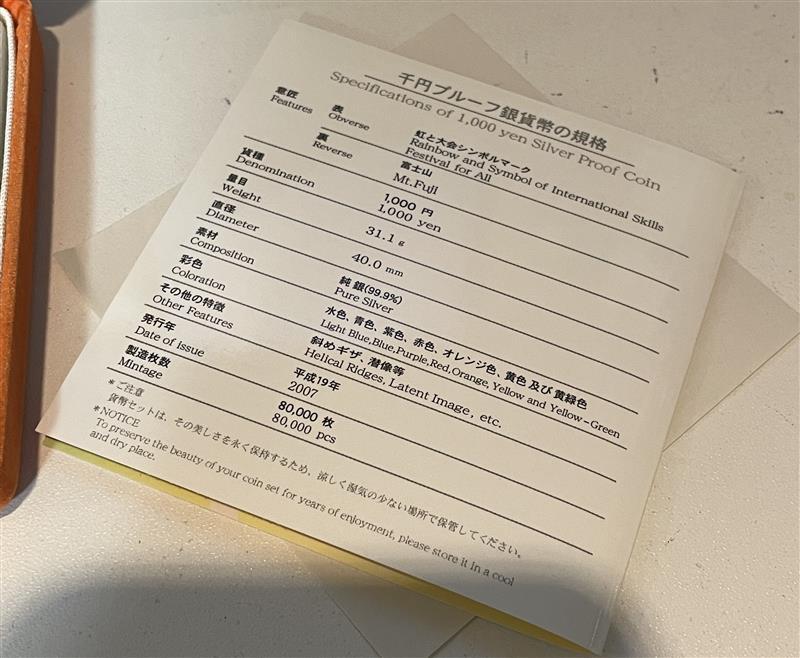 千円プルーフ銀貨幣の規格
Specifications of 1,000 yen Silver Proof Coin
意匠 表 虹と大会シンボルマーク
Features Obverse Rainbow and Symbol of International Skills
Festival for All
裏 富士山
Reverse Mt.Fuji
貨種 1,000 円
Denomination 1,000 yen
量目
Weight 31.1 g
直径
Diameter 40.0 mm
素材 純銀(99.9%)
Composition Pure Silver
彩色 水色、青色、紫色、赤色、オレンジ色、黄色 及び 黄緑色
Coloration Light Blue,Blue,Purple,Red,Orange, Yellow and Yellow-Green
その他の特徴 斜めギザ、潜像等
Other Features Helical Ridges, Latent Image, etc.
発行年 平成19年
Date of issue 2007
製造枚数 80,000 枚
Mintage 80,000 pcs
*ご注意
貨幣セットは、その美しさを永く保持するため、涼しく湿気の少ない場所で保管してください。
*NOTICE
To preserve the beauty of your coin set for years of enjoyment, please store it in a cool
and dry place.